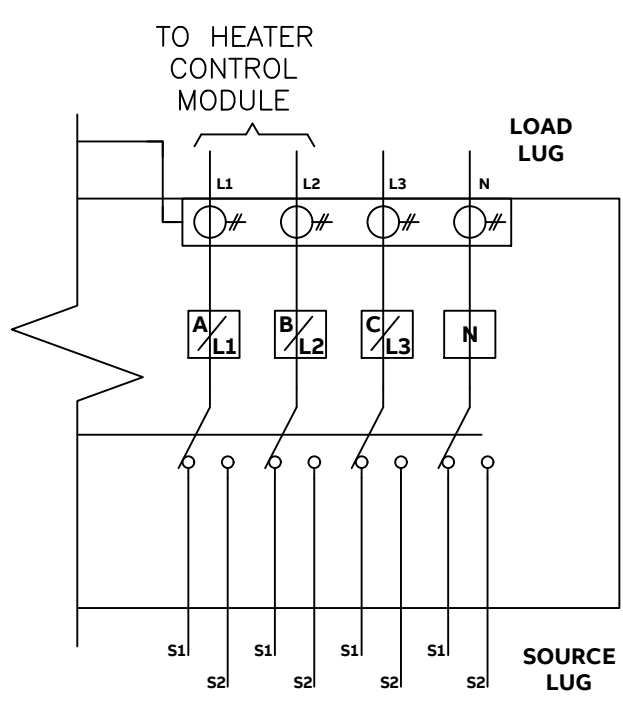 TO HEATER
CONTROL
MODULE
LOAD
LUG
L1 L2 L3 N
A/L1 B/L2 C/L3 N
S1 S1 S1 S1
S2 S2 S2 S2
SOURCE
LUG